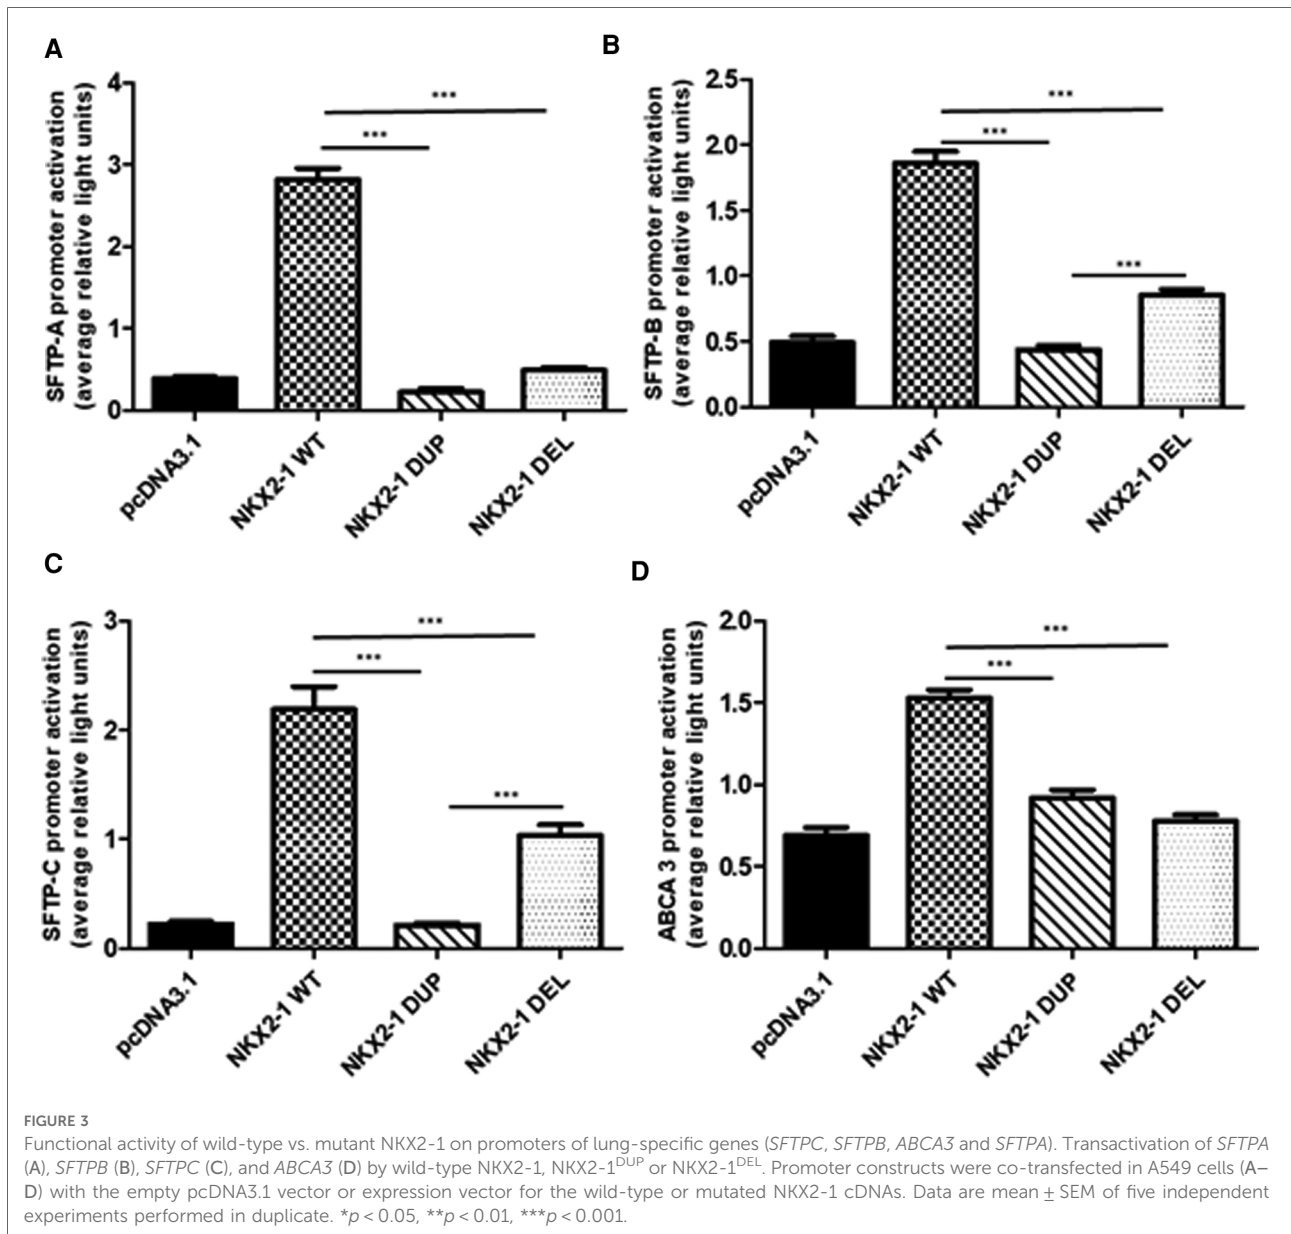 A
SFTP-A promoter activation
(average relative light units)
4
3
2
1
0
***
***
pcDNA3.1
NKX2-1 WT
NKX2-1 DUP
NKX2-1 DEL
B
SFTP-B promoter activation
(average relative light units)
2.5
2.0
1.5
1.0
0.5
0.0
***
***
***
pcDNA3.1
NKX2-1 WT
NKX2-1 DUP
NKX2-1 DEL
C
SFTP-C promoter activation
(average relative light units)
3
2
1
0
***
***
***
pcDNA3.1
NKX2-1 WT
NKX2-1 DUP
NKX2-1 DEL
D
ABCA 3 promoter activation
(average relative light units)
2.0
1.5
1.0
0.5
0.0
***
***
pcDNA3.1
NKX2-1 WT
NKX2-1 DUP
NKX2-1 DEL
FIGURE 3
Functional activity of wild-type vs. mutant NKX2-1 on promoters of lung-specific genes (SFTPC, SFTPB, ABCA3 and SFTPA). Transactivation of SFTPA
(A), SFTPB (B), SFTPC (C), and ABCA3 (D) by wild-type NKX2-1, NKX2-1DUP or NKX2-1DEL. Promoter constructs were co-transfected in A549 cells (A–
D) with the empty pcDNA3.1 vector or expression vector for the wild-type or mutated NKX2-1 cDNAs. Data are mean ± SEM of five independent
experiments performed in duplicate. *p < 0.05, **p < 0.01, ***p < 0.001.